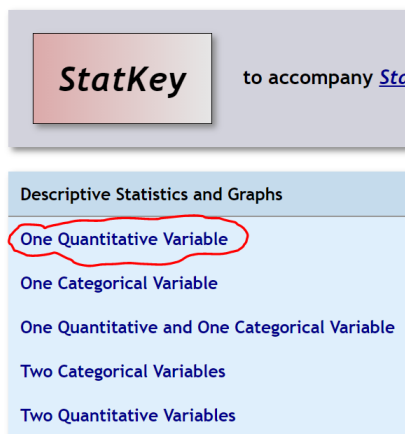 StatKey
to accompany
Descriptive Statistics and Graphs
One Quantitative Variable
One Categorical Variable
One Quantitative and One Categorical Variable
Two Categorical Variables
Two Quantitative Variables